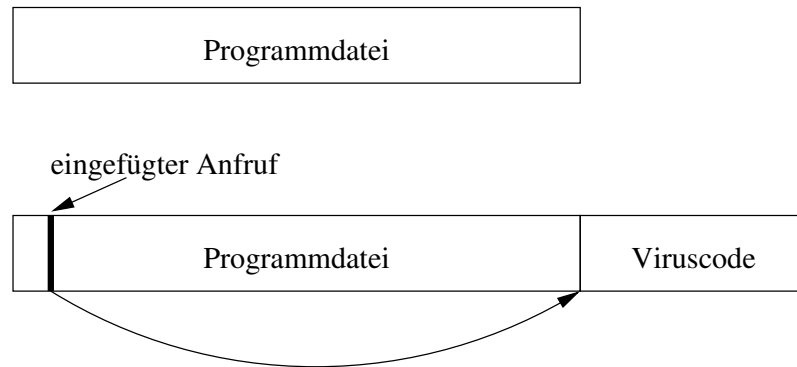 Programmdatei
eingefügter Anfruf
Programmdatei
Viruscode